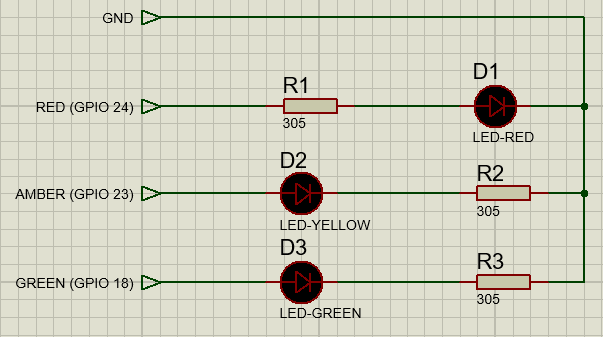 GND
D1
R1
RED (GPIO 24)
305
LED-RED
D2
R2
AMBER (GPIO 23)
305
LED-YELLOW
D3
R3
GREEN (GPIO 18)
305
LED-GREEN